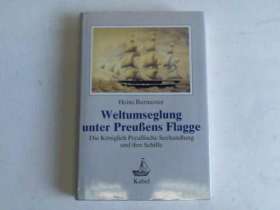 Heinz Burmester
Weltumseglung
unter Preußens Flagge
Die Königlich Preußische Seehandlung
und ihre Schiffe
Kabel